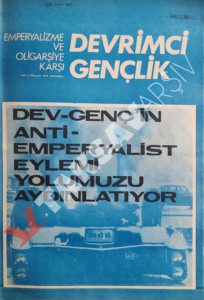 EMPERYALİZME
VE
OLİGARŞİYE
KARŞI
DEVRİMCİ
GENÇLİK
DEV-GENÇ'İN
ANTİ-
EMPERYALİST
EYLEMİ
YOLUMUZU
AYDINLATIYOR